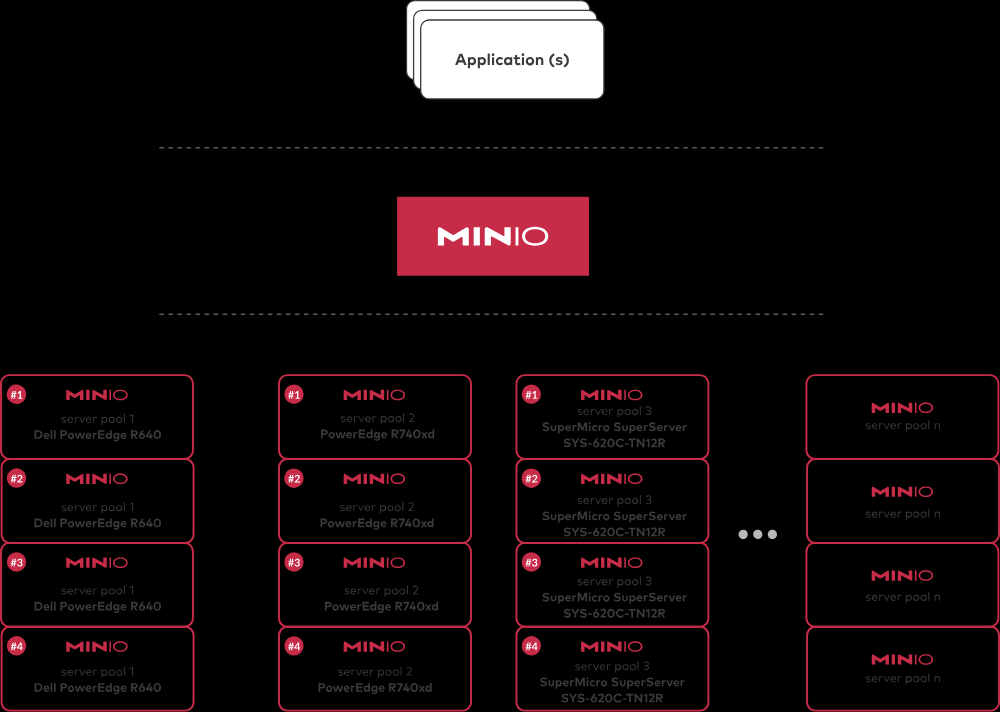 Application (s)
MINIO
#1 MINIO
server pool 1
Dell PowerEdge R640
#2 MINIO
server pool 1
Dell PowerEdge R640
#3 MINIO
server pool 1
Dell PowerEdge R640
#4 MINIO
server pool 1
Dell PowerEdge R640
#1 MINIO
server pool 2
PowerEdge R740xd
#2 MINIO
server pool 2
PowerEdge R740xd
#3 MINIO
server pool 2
PowerEdge R740xd
#4 MINIO
server pool 2
PowerEdge R740xd
#1 MINIO
server pool 3
SuperMicro SuperServer
SYS-620C-TN12R
#2 MINIO
server pool 3
SuperMicro SuperServer
SYS-620C-TN12R
#3 MINIO
server pool 3
SuperMicro SuperServer
SYS-620C-TN12R
#4 MINIO
server pool 3
SuperMicro SuperServer
SYS-620C-TN12R
MINIO
server pool n
MINIO
server pool n
MINIO
server pool n
MINIO
server pool n